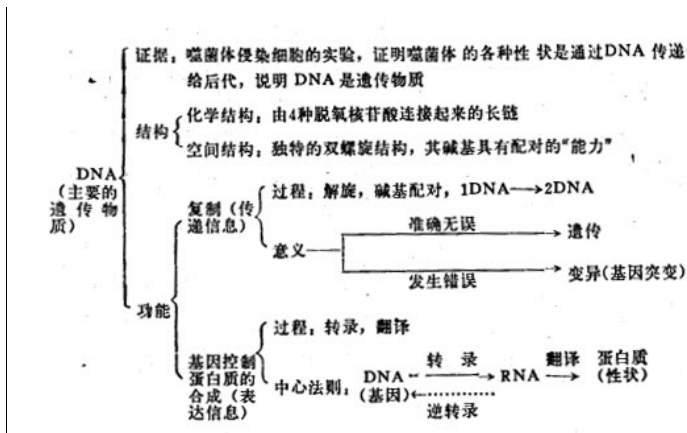 证据：噬菌体侵染细胞的实验，证明噬菌体 的各种性 状是通过DNA 传递
给后代，说明 DNA 是遗传物质
化学结构：由4种脱氧核苷酸连接起来的长链
结构
空间结构：独特的双螺旋结构，其碱基具有配对的“能力”
DNA
（主要的
遗传物
质）
过程：解旋，碱基配对，1DNA→2DNA
复制（传
递信息）
准确无误
遗传
意义
发生错误
变异(基因突变)
功能
过程：转录，翻译
基因控制
蛋白质的
合成（表
达信息）
中心法则：
DNA
(基因)
转 录
逆转录
RNA
翻译
蛋白质
(性状)